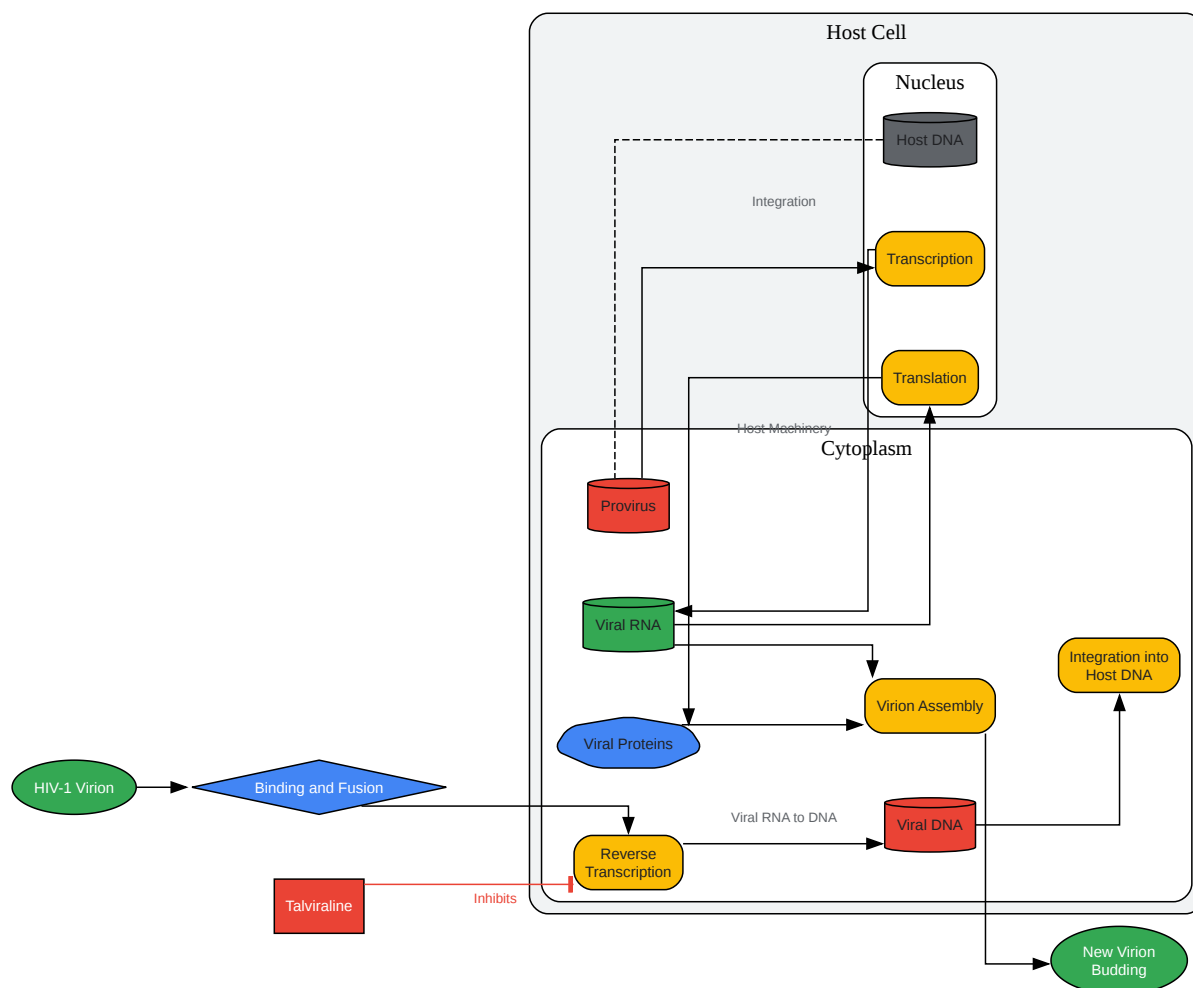 Host Cell
Nucleus
Host DNA
Integration
Transcription
Translation
Host Machinery
Cytoplasm
Provirus
Viral RNA
Integration into
Host DNA
Virion Assembly
Viral Proteins
HIV-1 Virion
Binding and Fusion
Viral RNA to DNA
Viral DNA
Reverse
Transcription
Talviraline
Inhibits
New Virion
Budding